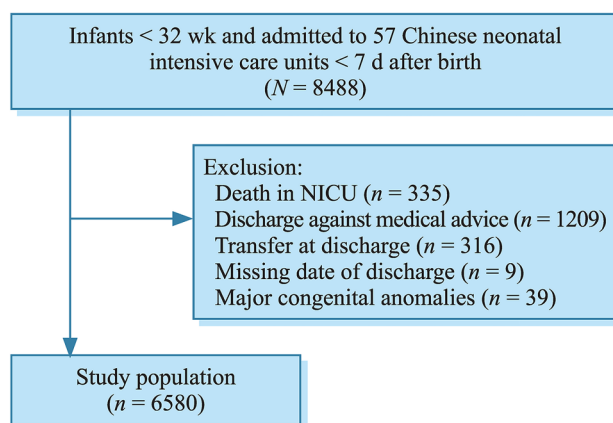 Infants < 32 wk and admitted to 57 Chinese neonatal
intensive care units < 7 d after birth
(N = 8488)
Exclusion:
Death in NICU (n = 335)
Discharge against medical advice (n = 1209)
Transfer at discharge (n = 316)
Missing date of discharge (n = 9)
Major congenital anomalies (n = 39)
Study population
(n = 6580)